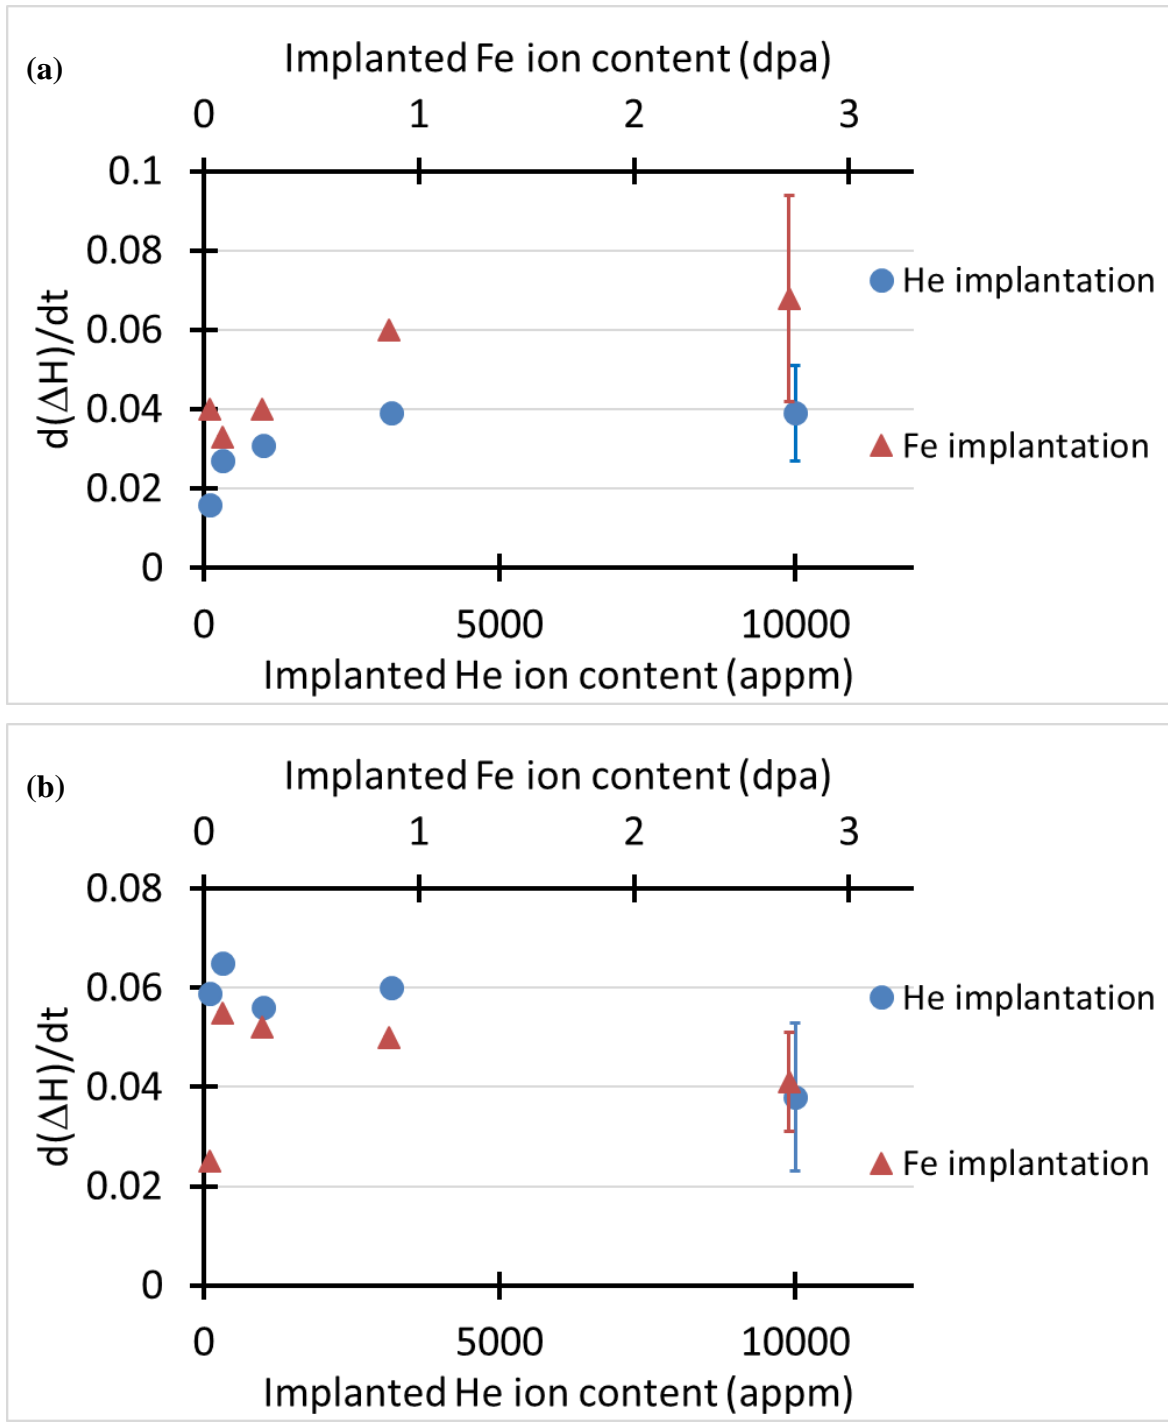 (a)
Implanted Fe ion content (dpa)
0 1 2 3
0.1
0.08
0.06
0.04
0.02
0
d(ΔH)/dt
He implantation
Fe implantation
0 5000 10000
Implanted He ion content (appm)
(b)
Implanted Fe ion content (dpa)
0 1 2 3
0.08
0.06
0.04
0.02
0
d(ΔH)/dt
He implantation
Fe implantation
0 5000 10000
Implanted He ion content (appm)